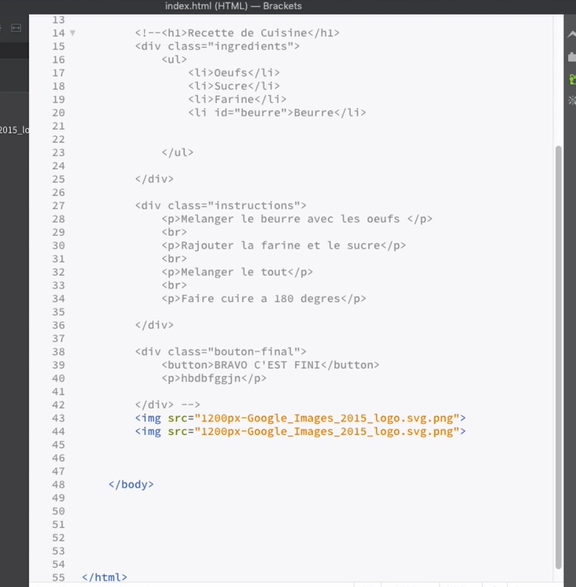 index.html (HTML) — Brackets
13
14 <!--<h1>Recette de Cuisine</h1>
15 <div class="ingredients">
16 <ul>
17 <li>Oeufs</li>
18 <li>Sucre</li>
19 <li>Farine</li>
20 <li id="beurre">Beurre</li>
21
22
23 </ul>
24
25 </div>
26
27 <div class="instructions">
28 <p>Melanger le beurre avec les oeufs </p>
29 <br>
30 <p>Rajouter la farine et le sucre</p>
31 <br>
32 <p>Melanger le tout</p>
33 <br>
34 <p>Faire cuire a 180 degres</p>
35
36 </div>
37
38 <div class="bouton-final">
39 <button>BRAVO C'EST FINI</button>
40 <p>hbdbfggjn</p>
41
42 </div> -->
43 <img src="1200px-Google_Images_2015_logo.svg.png">
44 <img src="1200px-Google_Images_2015_logo.svg.png">
45
46
47
48 </body>
49
50
51
52
53
54
55 </html>
2015_lo